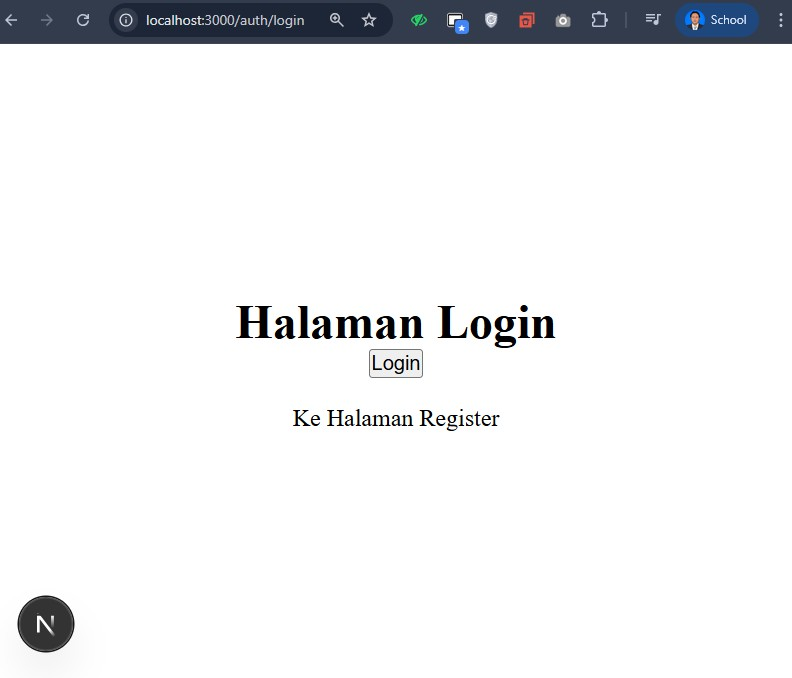 localhost:3000/auth/login
School
Halaman Login
Login
Ke Halaman Register
N